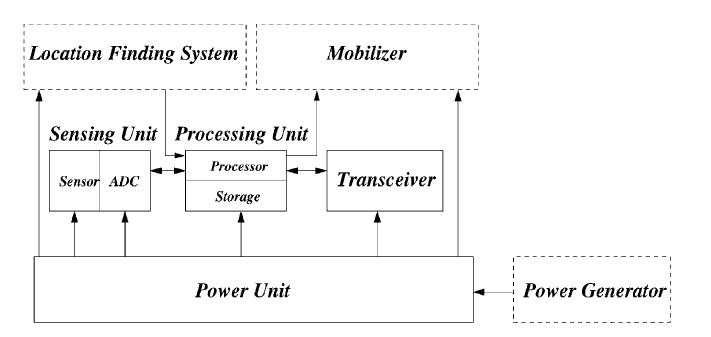 Location Finding System
Mobilizer
Sensing Unit
Processing Unit
Sensor
ADC
Processor
Storage
Transceiver
Power Unit
Power Generator